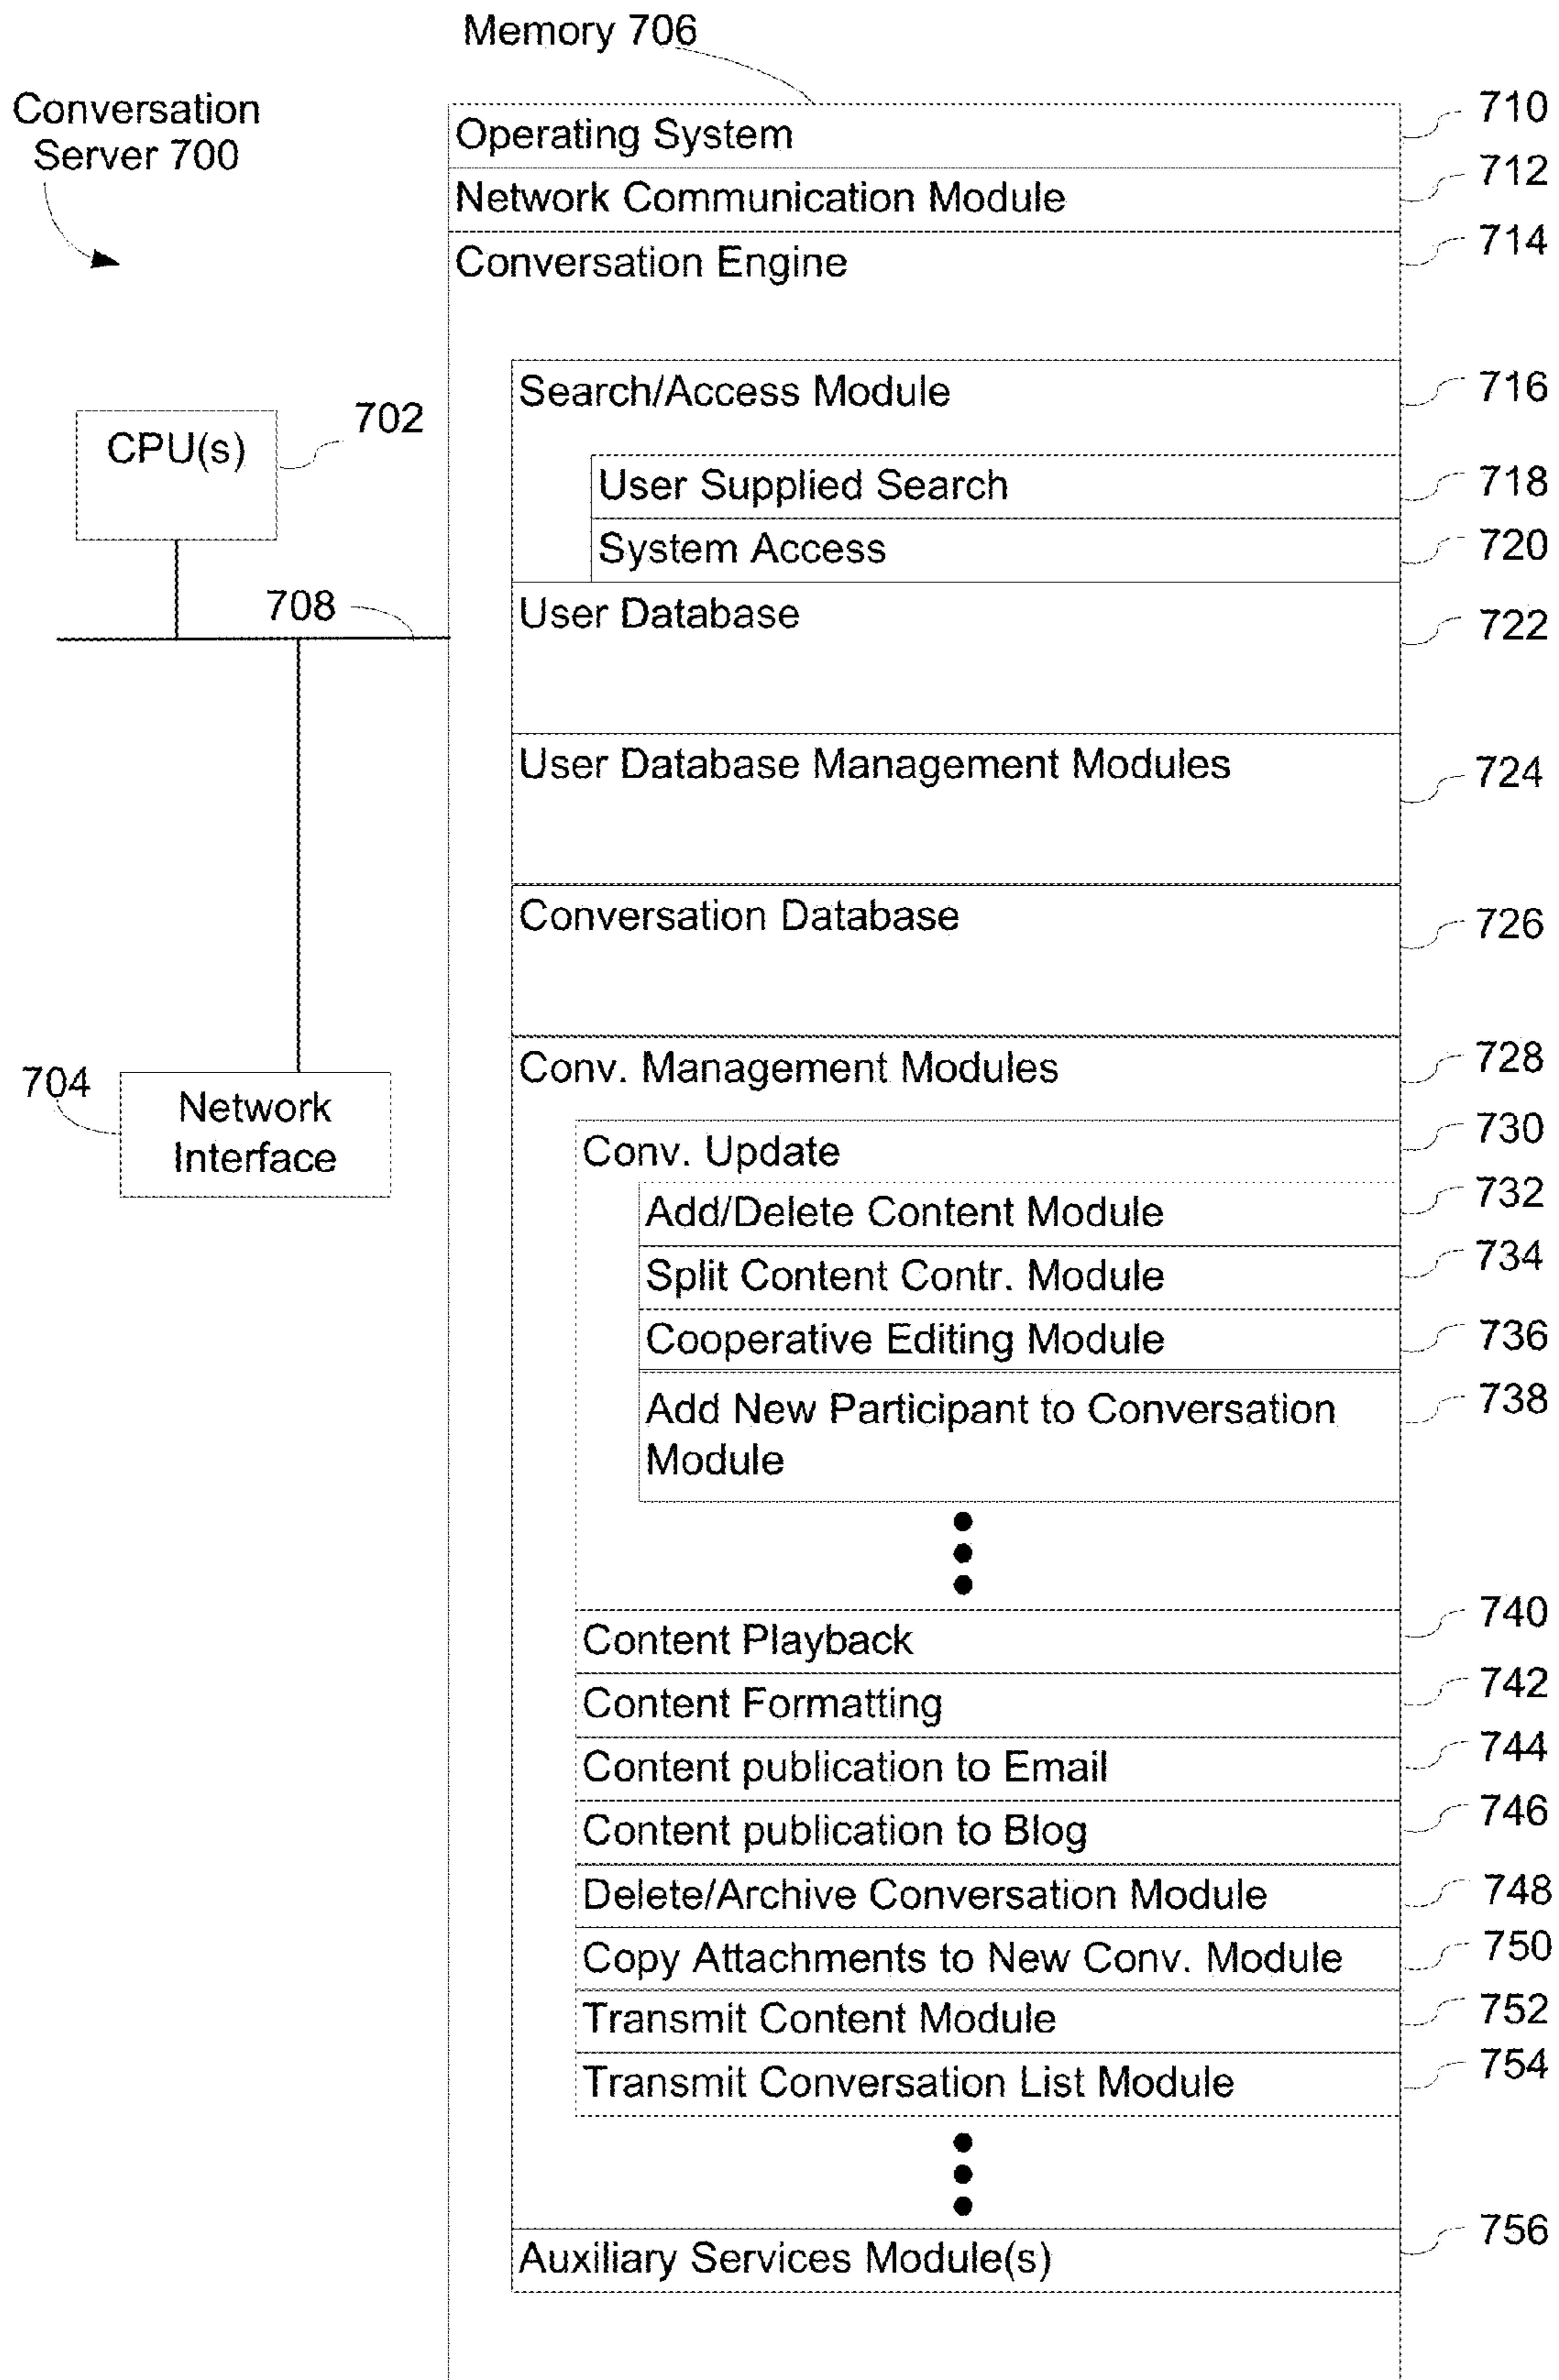 Memory 706
Conversation
Server 700
Operating System
710
Network Communication Module
712
Conversation Engine
714
Search/Access Module
716
CPU(s)
702
User Supplied Search
718
System Access
720
708
User Database
722
User Database Management Modules
724
Conversation Database
726
Conv. Management Modules
728
704
Network
Interface
Conv. Update
730
Add/Delete Content Module
732
Split Content Contr. Module
734
Cooperative Editing Module
736
Add New Participant to Conversation
Module
738
Content Playback
740
Content Formatting
742
Content publication to Email
744
Content publication to Blog
746
Delete/Archive Conversation Module
748
Copy Attachments to New Conv. Module
750
Transmit Content Module
752
Transmit Conversation List Module
754
Auxiliary Services Module(s)
756